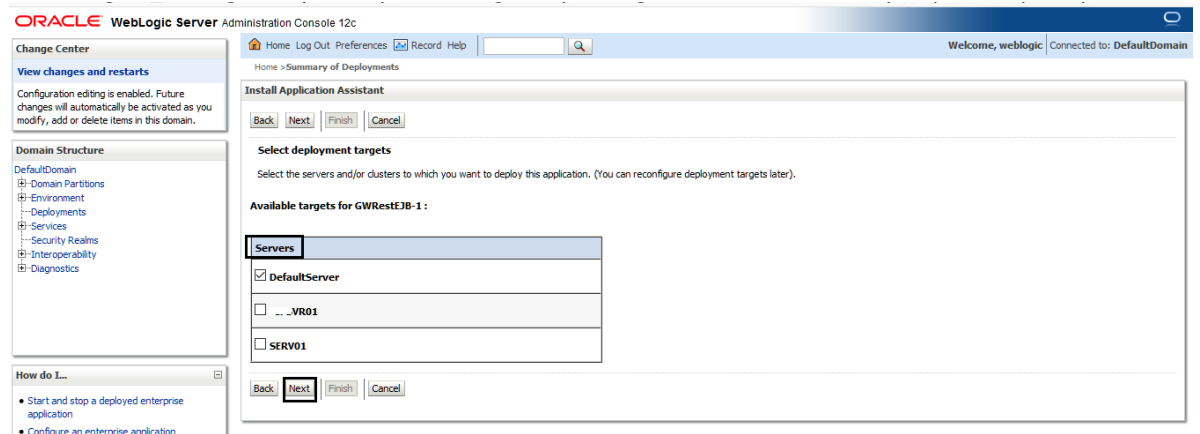 ORACLE WebLogic Server Administration Console 12c
Change Center
View changes and restarts
Configuration editing is enabled. Future
changes will automatically be activated as you
modify, add or delete items in this domain.
Domain Structure
DefaultDomain
Domain Partitions
Environment
Deployments
Services
Security Realms
Interoperability
Diagnostics
How do I...
Start and stop a deployed enterprise
application
Configure an enterprise application
Home Log Out Preferences Record Help
Welcome, weblogic Connected to: DefaultDomain
Home >Summary of Deployments
Install Application Assistant
Back Next Finish Cancel
Select deployment targets
Select the servers and/or clusters to which you want to deploy this application. (You can reconfigure deployment targets later).
Available targets for GWRestEJB-1 :
Servers
DefaultServer
VR01
SERV01
Back Next Finish Cancel